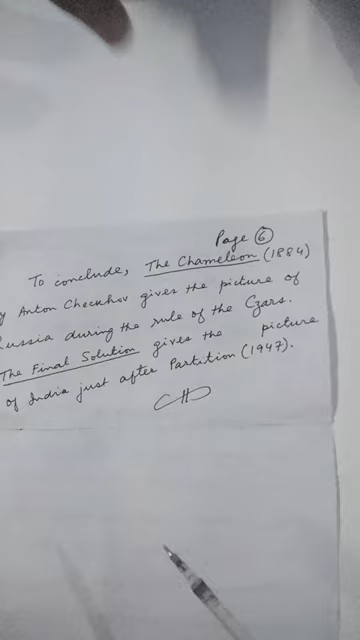 Page 6
To conclude, The Chameleon (1884)
y Anton Checkhov gives the picture of
Russia during the rule of the Czars.
The Final Solution gives the picture
of India just after Partition (1947).